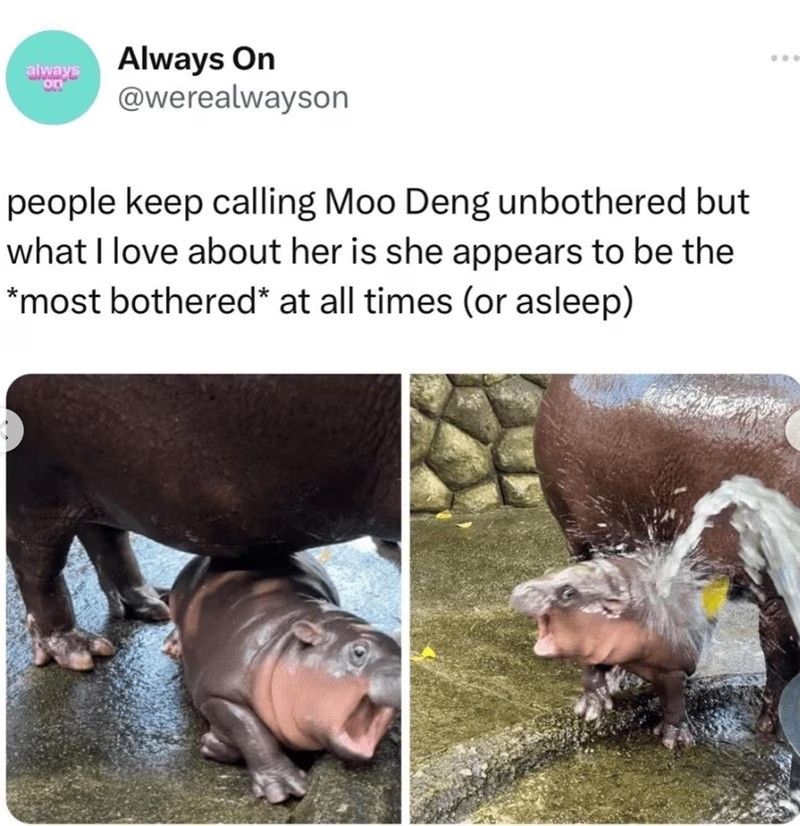 always
on
Always On
@werealwayson
people keep calling Moo Deng unbothered but
what I love about her is she appears to be the
*most bothered* at all times (or asleep)